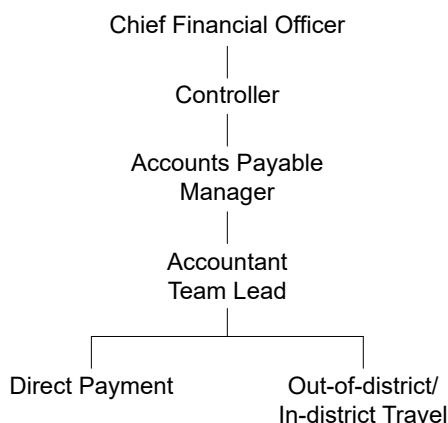 Chief Financial Officer
Controller
Accounts Payable
Manager
Accountant
Team Lead
Direct Payment
Out-of-district/
In-district Travel